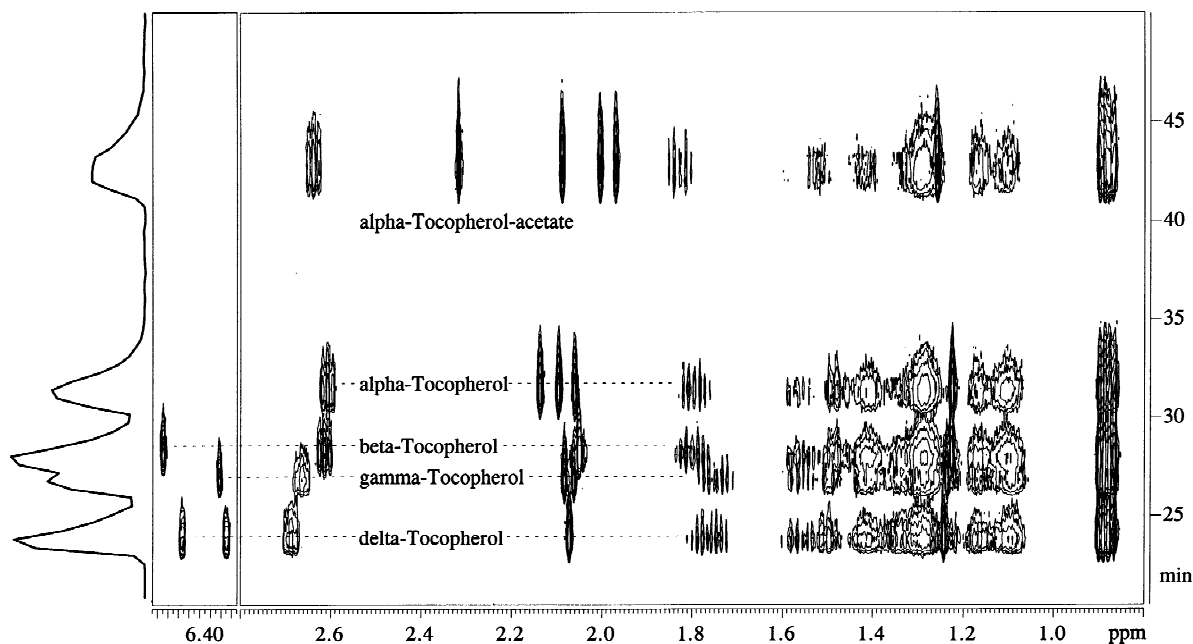 45
alpha-Tocopherol-acetate
40
35
alpha-Tocopherol
30
beta-Tocopherol
gamma-Tocopherol
25
delta-Tocopherol
min
6.40 2.6 2.4 2.2 2.0 1.8 1.6 1.4 1.2 1.0 ppm